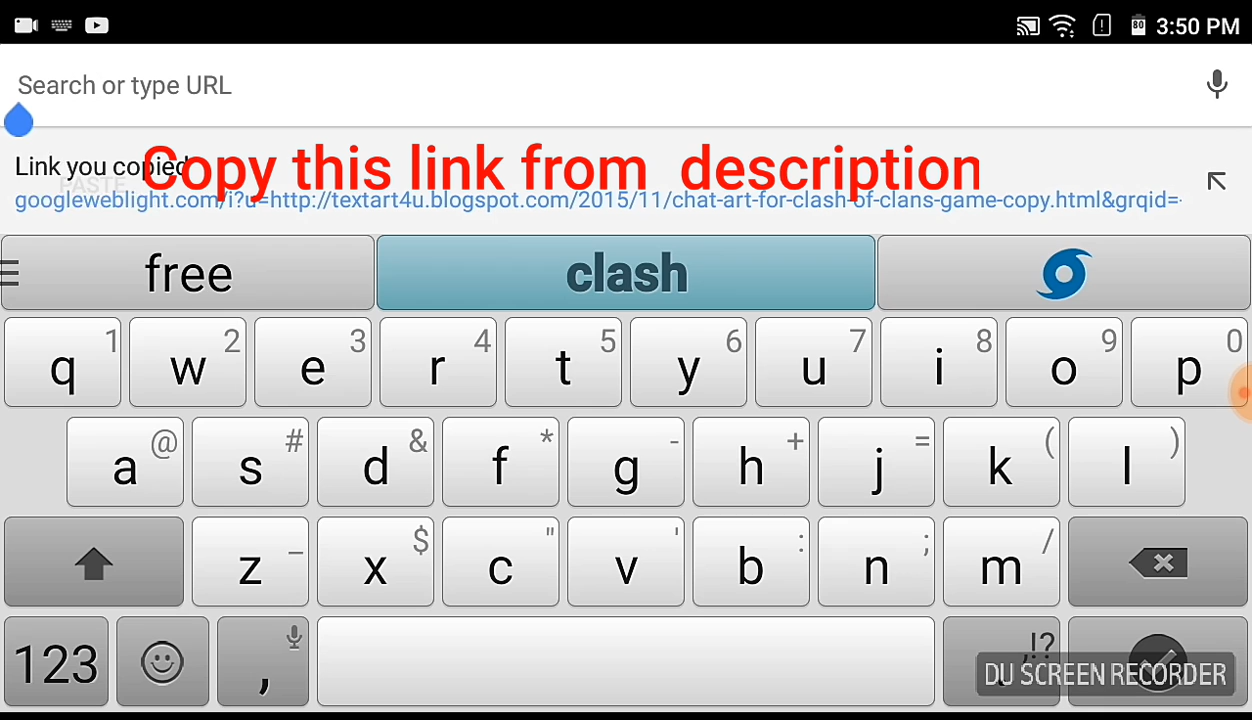 80 3:50 PM
Search or type URL
Link you copied
Copy this link from description
PASTE
googleweblight.com/i?u=http://textart4u.blogspot.com/2015/11/chat-art-for-clash-of-clans-game-copy.html&grqid=
free clash
q 1 w 2 e 3 r 4 t 5 y 6 u 7 i 8 o 9 p 0
a @ s # d & f * g - h + j = k ( l )
z _ x $ c " v ' b : n ; m /
123 , . ,!?
DU SCREEN RECORDER